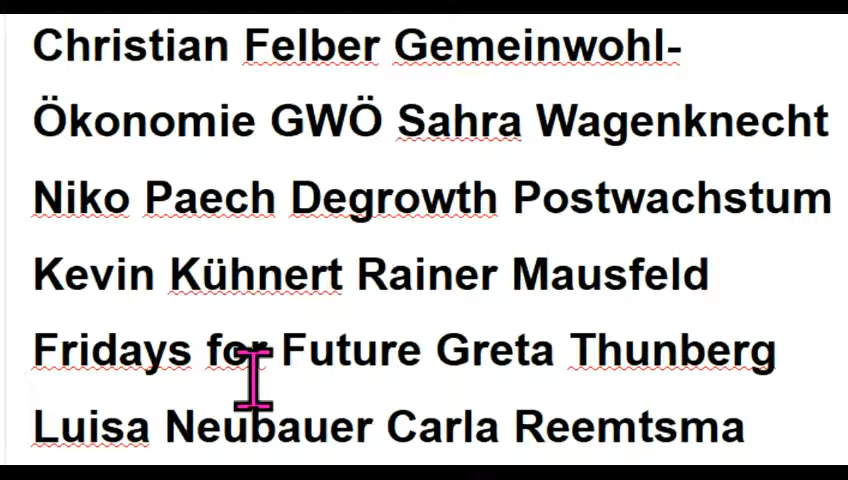 Christian Felber Gemeinwohl-
Ökonomie GWÖ Sahra Wagenknecht
Niko Paech Degrowth Postwachstum
Kevin Kühnert Rainer Mausfeld
Fridays for Future Greta Thunberg
Luisa Neubauer Carla Reemtsma